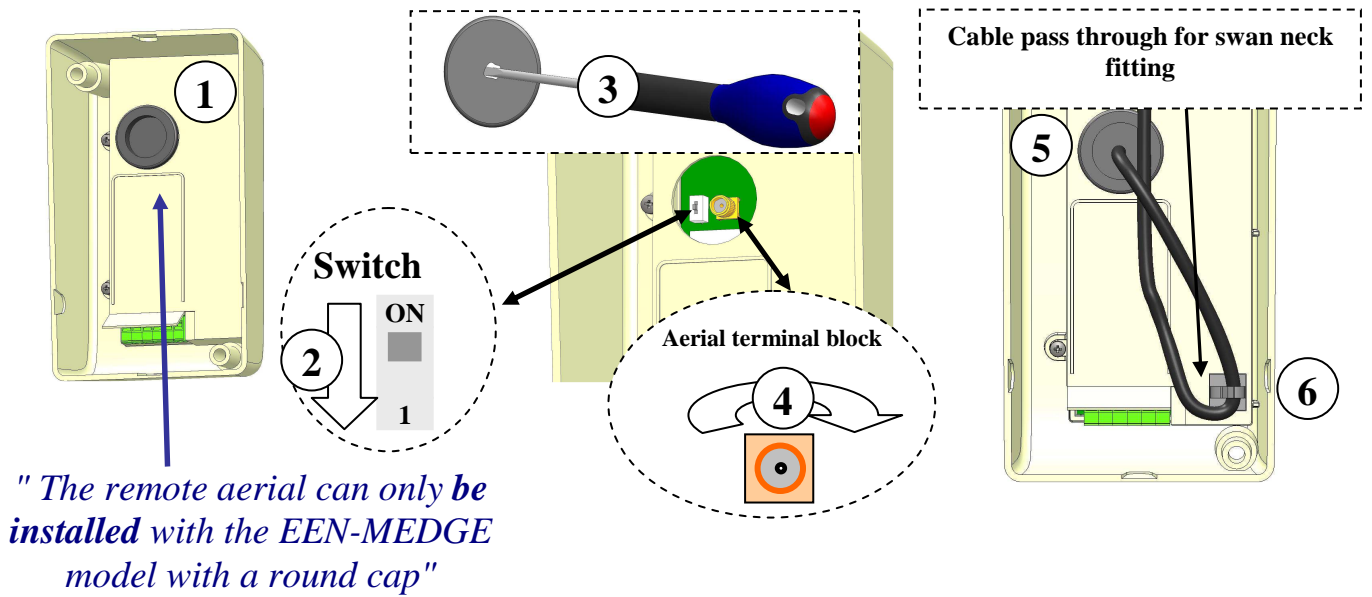 1
3
Cable pass through for swan neck
fitting
5
Switch
ON
2
1
Aerial terminal block
4
6
" The remote aerial can only be
installed with the EEN-MEDGE
model with a round cap"